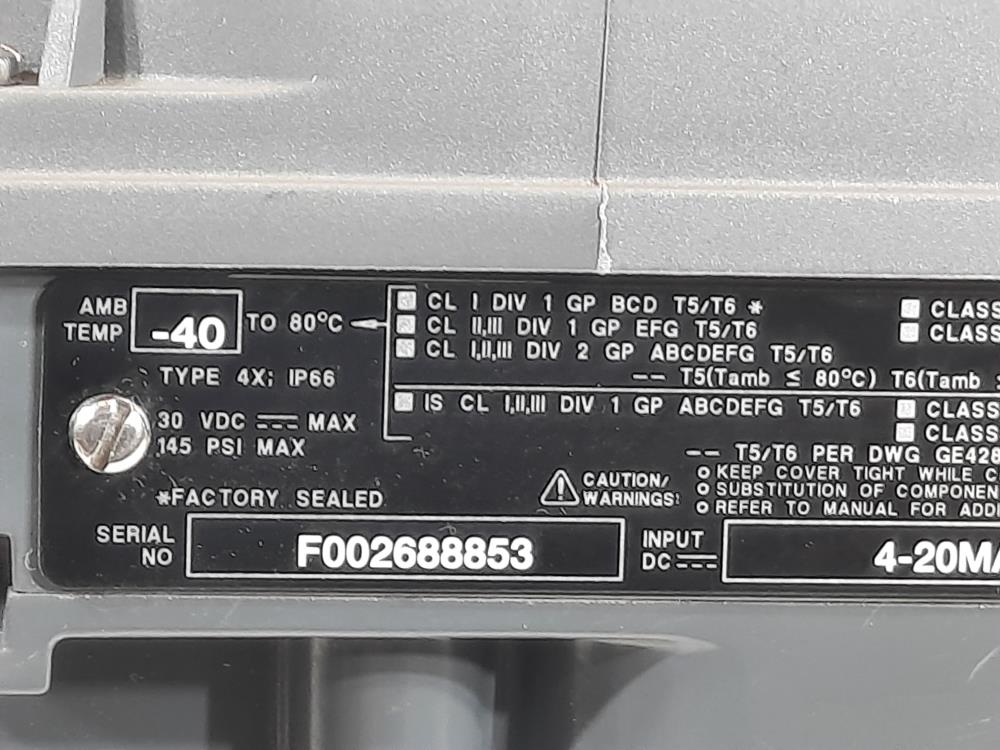 AMB TEMP -40 TO 80°C
CL I DIV 1 GP BCD T5/T6 *
CL II,III DIV 1 GP EFG T5/T6
CL I,II,III DIV 2 GP ABCDEFG T5/T6
CLASS
CLASS
-- T5(Tamb ≤ 80°C) T6(Tamb
TYPE 4X; IP66
IS CL I,II,III DIV 1 GP ABCDEFG T5/T6
CLASS
CLASS
30 VDC MAX
145 PSI MAX
-- T5/T6 PER DWG GE428
*FACTORY SEALED
CAUTION/
WARNINGS:
KEEP COVER TIGHT WHILE C
SUBSTITUTION OF COMPONEN
REFER TO MANUAL FOR ADDI
SERIAL NO F002688853
INPUT DC 4-20MA